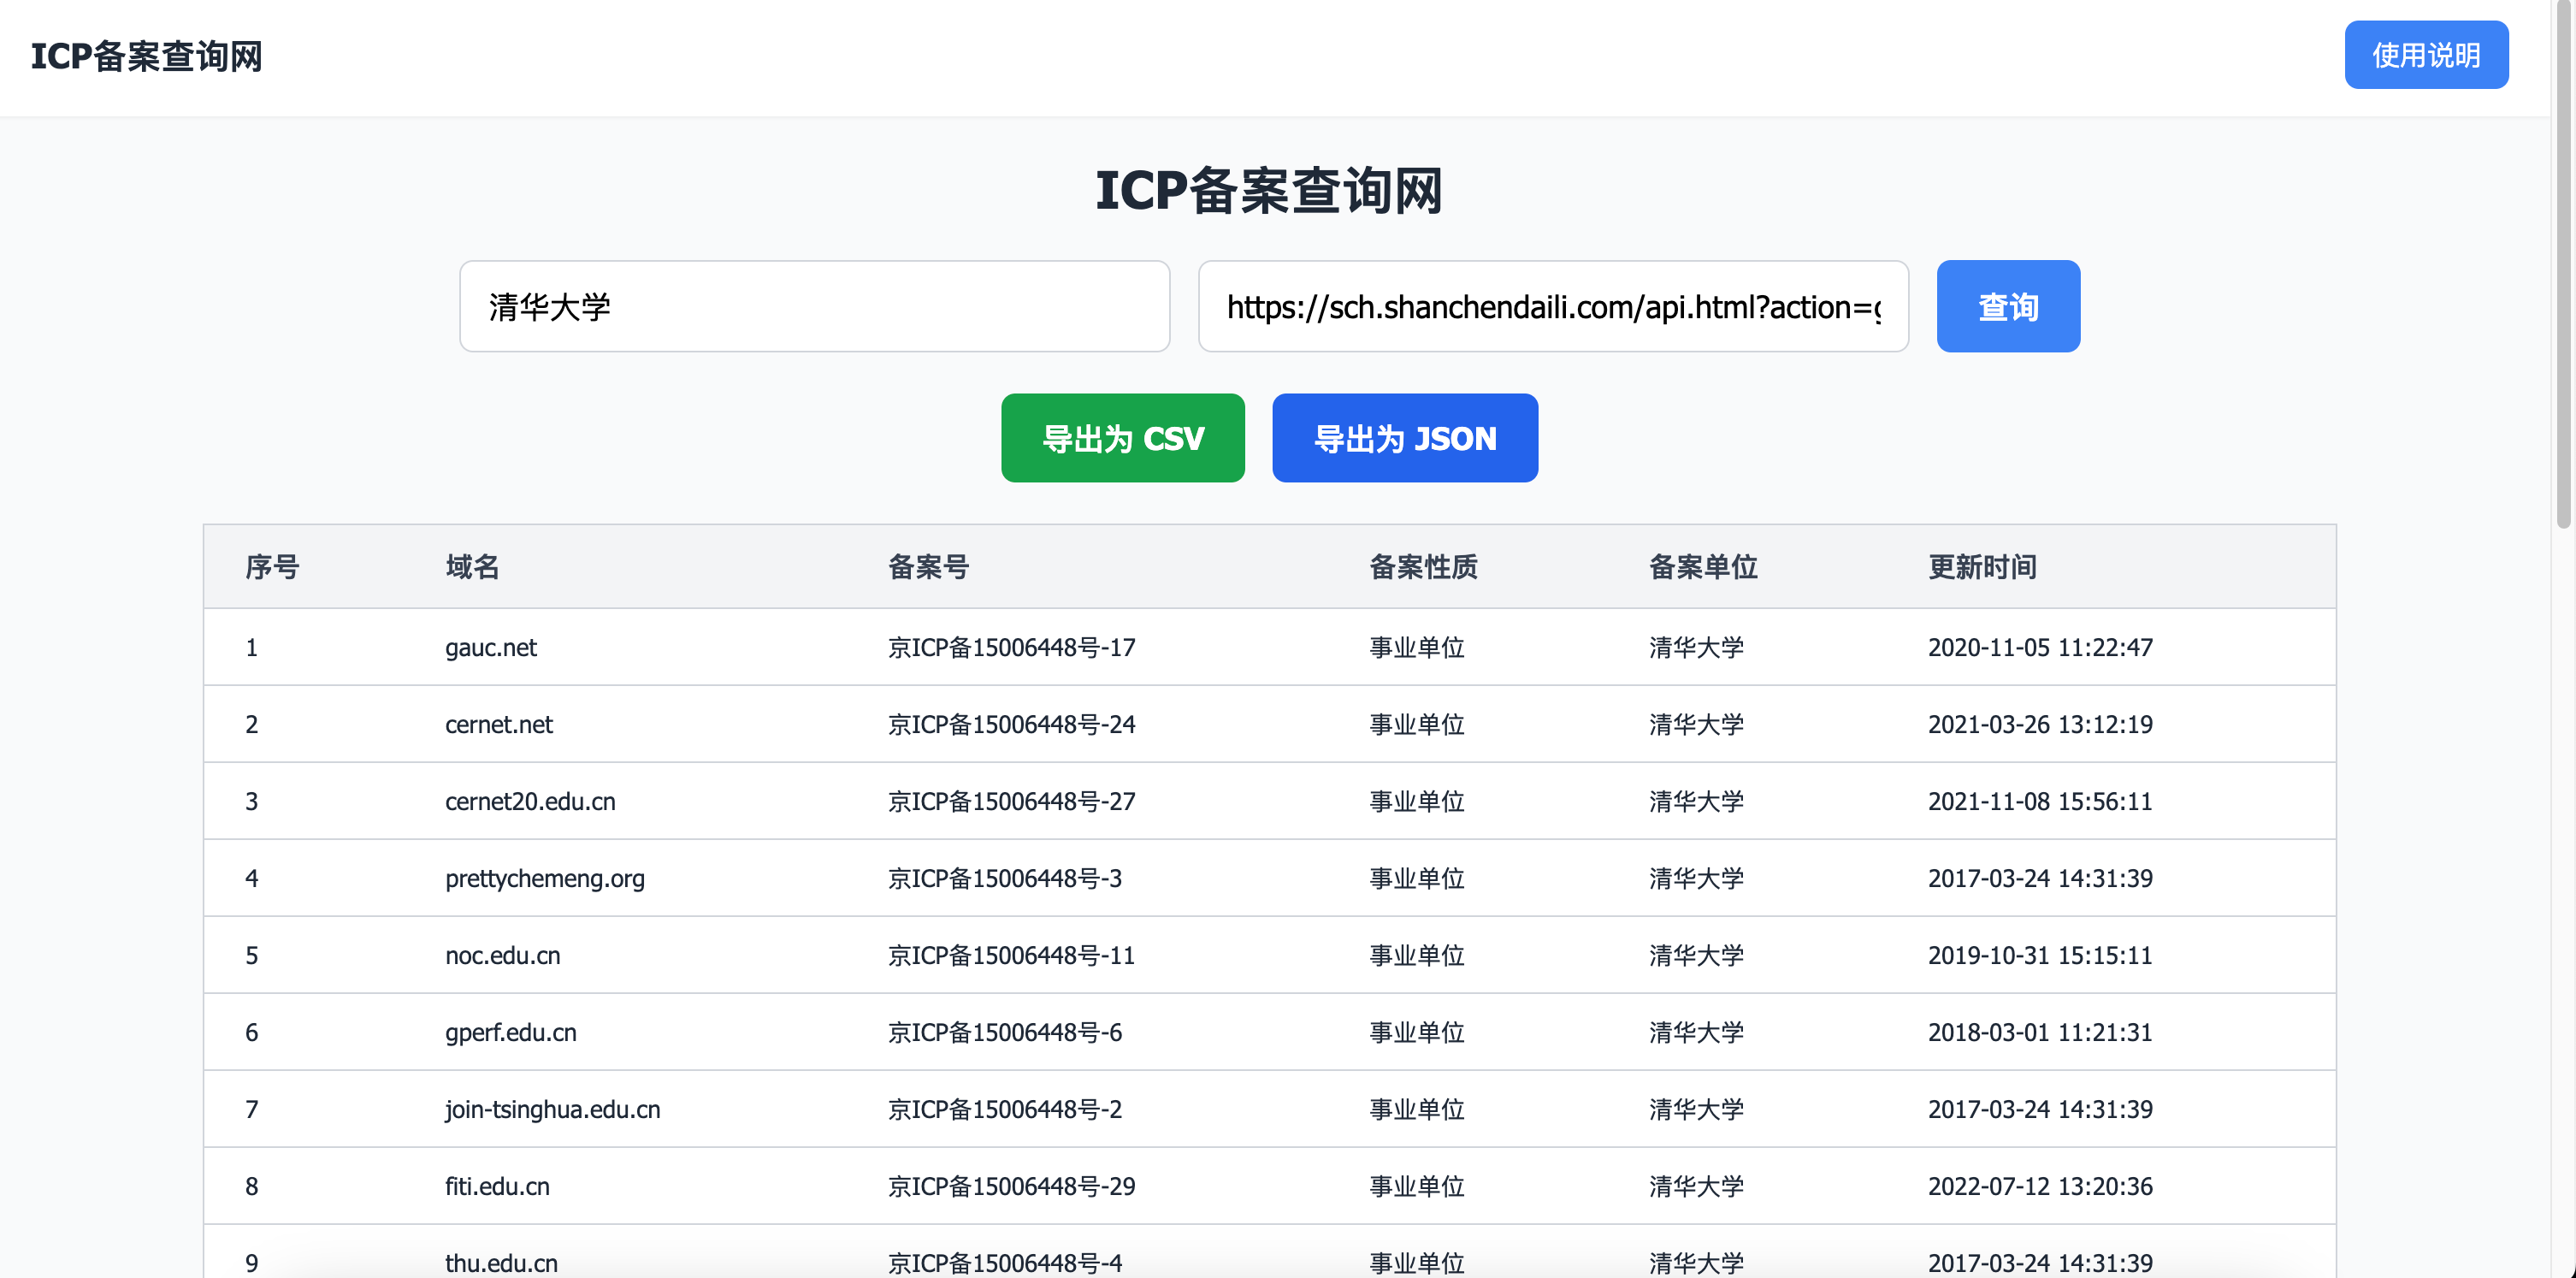 ICP备案查询网 使用说明
ICP备案查询网
清华大学 https://sch.shanchendaili.com/api.html?action= 查询
导出为 CSV 导出为 JSON
序号 域名 备案号 备案性质 备案单位 更新时间
1 gauc.net 京ICP备15006448号-17 事业单位 清华大学 2020-11-05 11:22:47
2 cernet.net 京ICP备15006448号-24 事业单位 清华大学 2021-03-26 13:12:19
3 cernet20.edu.cn 京ICP备15006448号-27 事业单位 清华大学 2021-11-08 15:56:11
4 prettychemeng.org 京ICP备15006448号-3 事业单位 清华大学 2017-03-24 14:31:39
5 noc.edu.cn 京ICP备15006448号-11 事业单位 清华大学 2019-10-31 15:15:11
6 gperf.edu.cn 京ICP备15006448号-6 事业单位 清华大学 2018-03-01 11:21:31
7 join-tsinghua.edu.cn 京ICP备15006448号-2 事业单位 清华大学 2017-03-24 14:31:39
8 fiti.edu.cn 京ICP备15006448号-29 事业单位 清华大学 2022-07-12 13:20:36
9 thu.edu.cn 京ICP备15006448号-4 事业单位 清华大学 2017-03-24 14:31:39